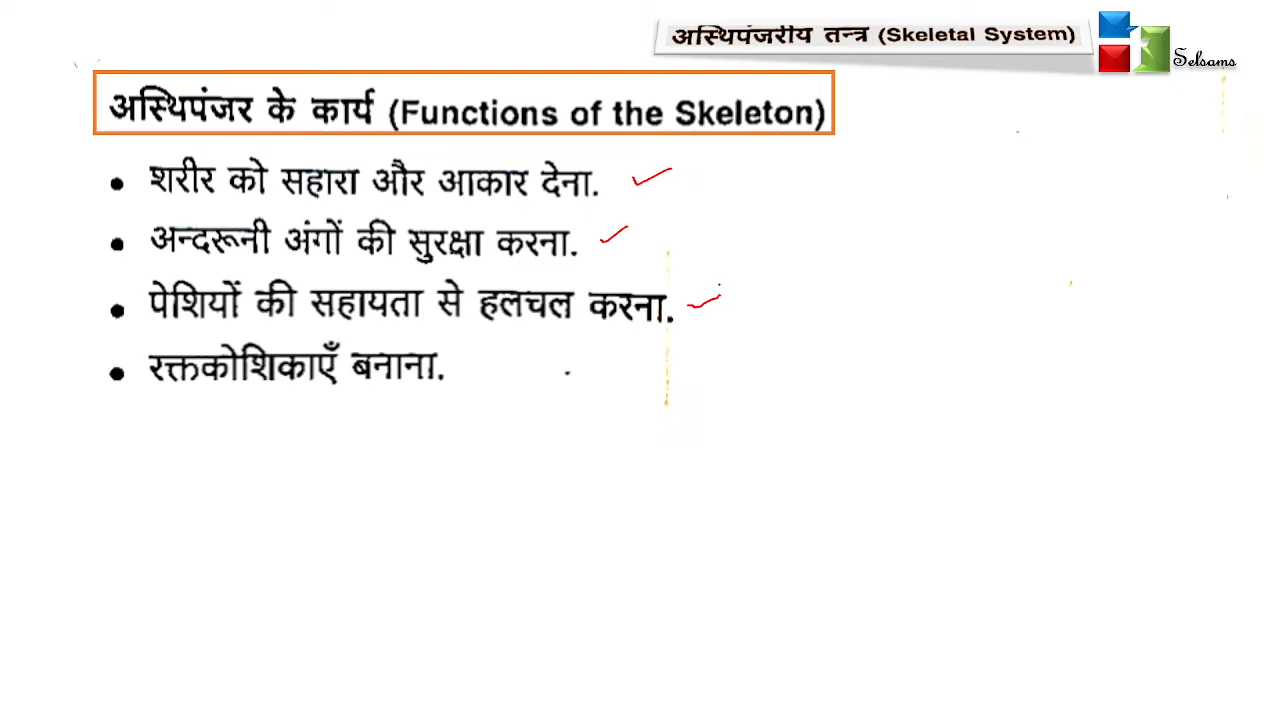 अस्थिपंजरीय तन्त्र (Skeletal System)
Selsams
अस्थिपंजर के कार्य (Functions of the Skeleton)
• शरीर को सहारा और आकार देना.
• अन्दरूनी अंगों की सुरक्षा करना.
• पेशियों की सहायता से हलचल करना.
• रक्तकोशिकाएँ बनाना.